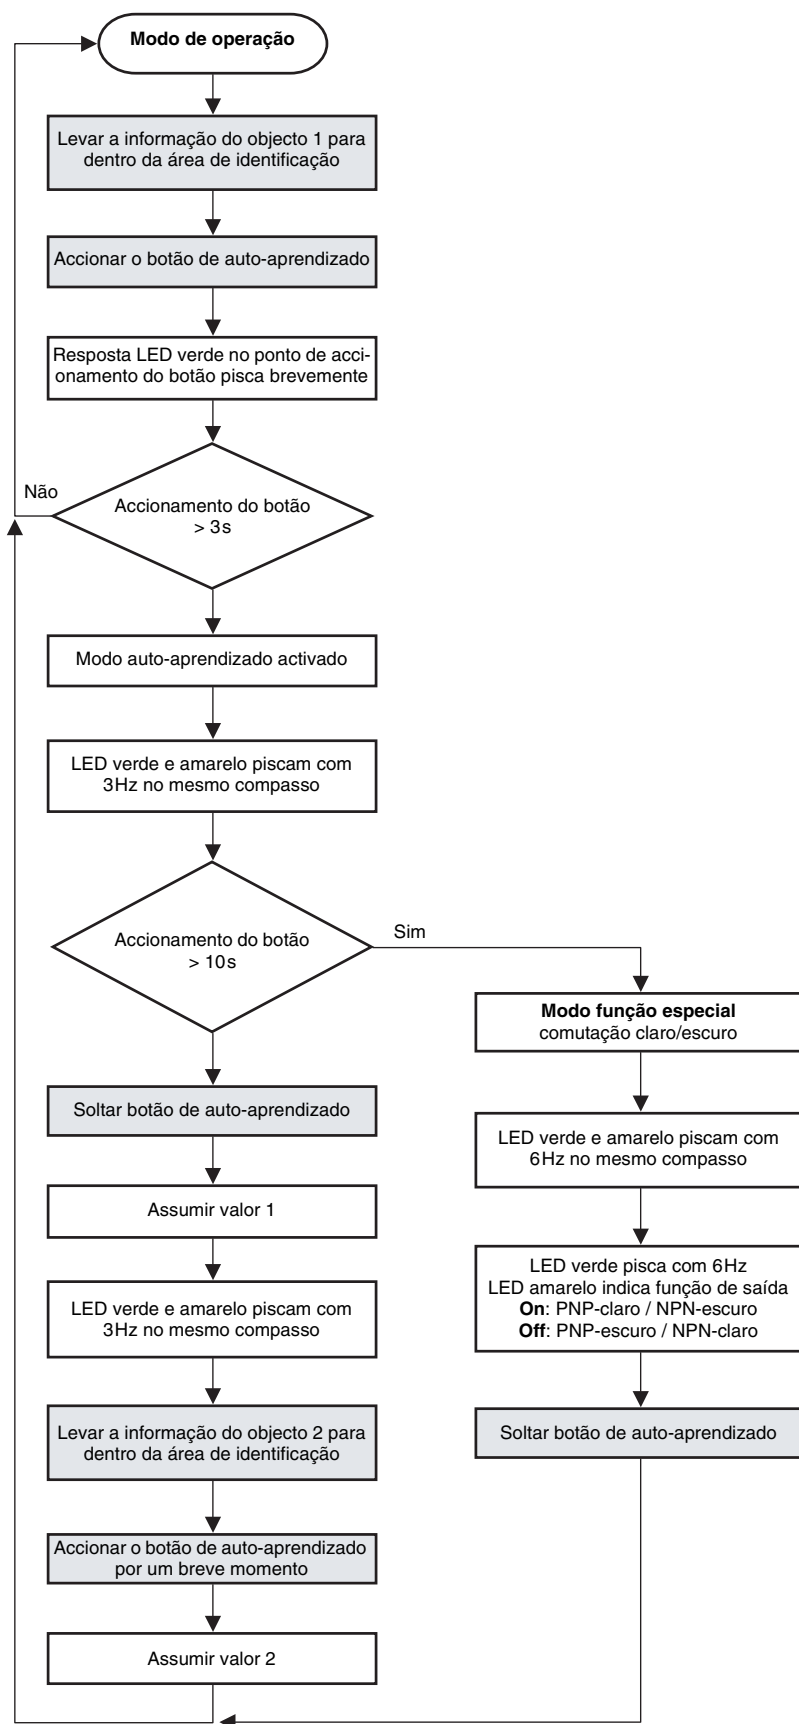 Modo de operação
Levar a informação do objecto 1 para
dentro da área de identificação
Accionar o botão de auto-aprendizado
Resposta LED verde no ponto de acci-
onamento do botão pisca brevemente
Não
Accionamento do botão
> 3s
Modo auto-aprendizado activado
LED verde e amarelo piscam com
3Hz no mesmo compasso
Accionamento do botão
> 10s
Sim
Modo função especial
comutação claro/escuro
LED verde e amarelo piscam com
6Hz no mesmo compasso
LED verde pisca com 6Hz
LED amarelo indica função de saída
On: PNP-claro / NPN-escuro
Off: PNP-escuro / NPN-claro
Soltar botão de auto-aprendizado
Soltar botão de auto-aprendizado
Assumir valor 1
LED verde e amarelo piscam com
3Hz no mesmo compasso
Levar a informação do objecto 2 para
dentro da área de identificação
Accionar o botão de auto-aprendizado
por um breve momento
Assumir valor 2